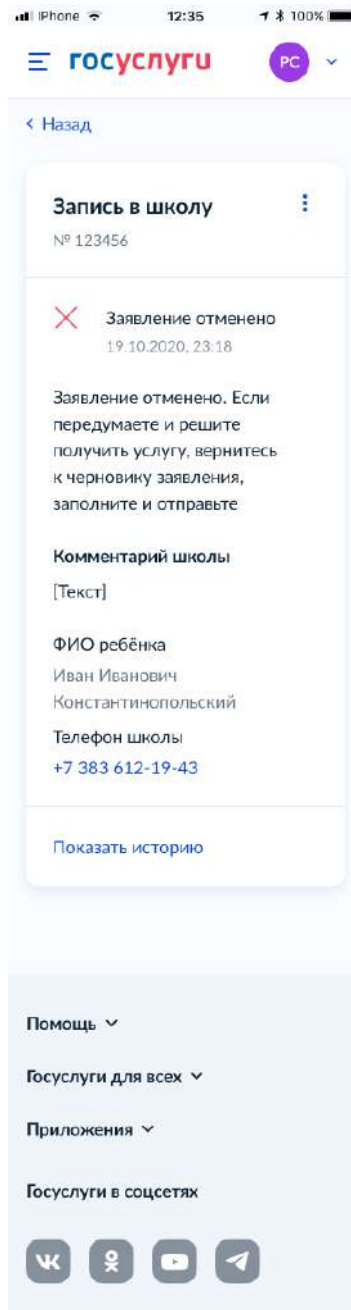 iPhone 12:35 100%
госуслуги РС
Назад
Запись в школу
№ 123456
Заявление отменено
19.10.2020, 23:18
Заявление отменено. Если
передумаете и решите
получить услугу, вернитесь
к черновику заявления,
заполните и отправьте
Комментарий школы
[Текст]
ФИО ребёнка
Иван Иванович
Константинопольский
Телефон школы
+7 383 612-19-43
Показать историю
Помощь
Госуслуги для всех
Приложения
Госуслуги в соцсетях